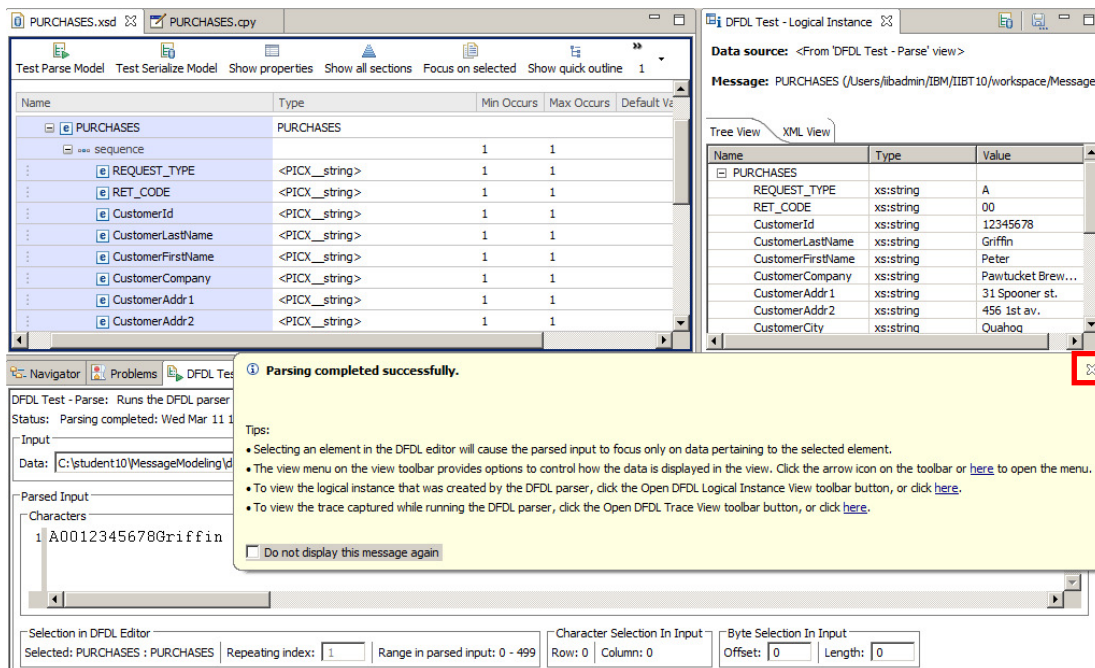 PURCHASES.xsd PURCHASES.cpy
Test Parse Model Test Serialize Model Show properties Show all sections Focus on selected Show quick outline 1
Name Type Min Occurs Max Occurs Default Va
PURCHASES PURCHASES
sequence 1 1
REQUEST_TYPE <PICX__string> 1 1
RET_CODE <PICX__string> 1 1
CustomerId <PICX__string> 1 1
CustomerLastName <PICX__string> 1 1
CustomerFirstName <PICX__string> 1 1
CustomerCompany <PICX__string> 1 1
CustomerAddr1 <PICX__string> 1 1
CustomerAddr2 <PICX__string> 1 1
DFDL Test - Logical Instance
Data source: <From 'DFDL Test - Parse' view>
Message: PURCHASES (/Users/iibadmin/IBM/IIBT10/workspace/Message
Tree View XML View
Name Type Value
PURCHASES
REQUEST_TYPE xs:string A
RET_CODE xs:string 00
CustomerId xs:string 12345678
CustomerLastName xs:string Griffin
CustomerFirstName xs:string Peter
CustomerCompany xs:string Pawtucket Brew...
CustomerAddr1 xs:string 31 Spooner st.
CustomerAddr2 xs:string 456 1st av.
CustomerCity xs:string Quahog
Navigator Problems DFDL Tes
DFDL Test - Parse: Runs the DFDL parser
Status: Parsing completed: Wed Mar 11 1
Input
Data: C:\student10\MessageModeling\d
Parsed Input
Characters
1 A0012345678Griffin
Parsing completed successfully.
Tips:
• Selecting an element in the DFDL editor will cause the parsed input to focus only on data pertaining to the selected element.
• The view menu on the view toolbar provides options to control how the data is displayed in the view. Click the arrow icon on the toolbar or here to open the menu.
• To view the logical instance that was created by the DFDL parser, click the Open DFDL Logical Instance View toolbar button, or click here.
• To view the trace captured while running the DFDL parser, click the Open DFDL Trace View toolbar button, or click here.
Do not display this message again
Selection in DFDL Editor Character Selection In Input Byte Selection In Input
Selected: PURCHASES : PURCHASES Repeating index: 1 Range in parsed input: 0 - 499 Row: 0 Column: 0 Offset: 0 Length: 0